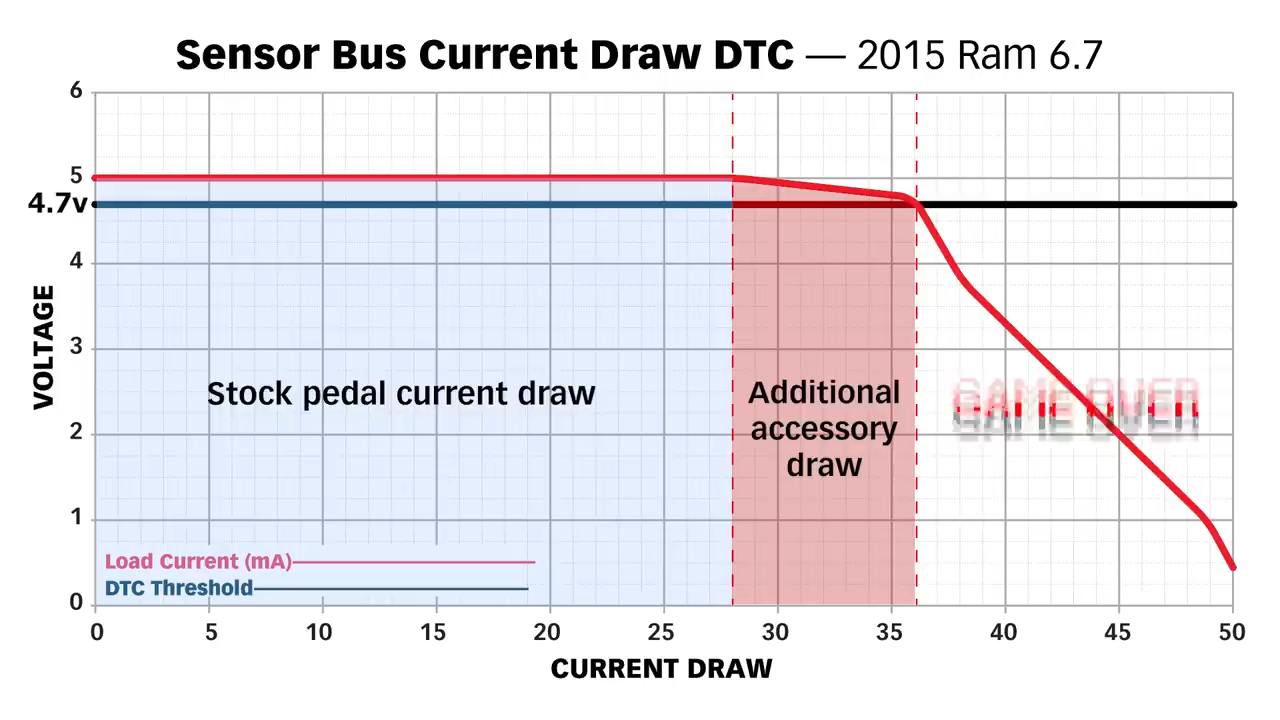 Sensor Bus Current Draw DTC — 2015 Ram 6.7
6
5
4.7v
4
3
2
1
0
VOLTAGE
Stock pedal current draw
Additional
accessory
draw
GAME OVER
Load Current (mA)
DTC Threshold
0 5 10 15 20 25 30 35 40 45 50
CURRENT DRAW